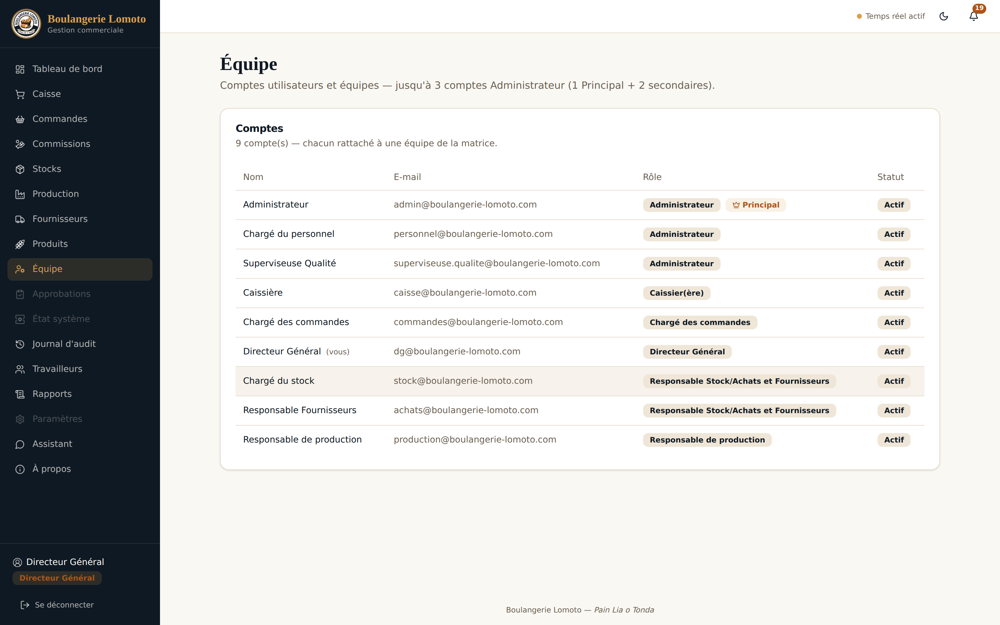 BOULANGERIE LOMOTO
Pain Lia o Tonda
Boulangerie Lomoto
Gestion commerciale
Tableau de bord
Caisse
Commandes
Commissions
Stocks
Production
Fournisseurs
Produits
Équipe
Approbations
État système
Journal d'audit
Travailleurs
Rapports
Paramètres
Assistant
À propos
Directeur Général
Directeur Général
Se déconnecter
Temps réel actif
19
Équipe
Comptes utilisateurs et équipes — jusqu'à 3 comptes Administrateur (1 Principal + 2 secondaires).
Comptes
9 compte(s) — chacun rattaché à une équipe de la matrice.
Nom E-mail Rôle Statut
Administrateur admin@boulangerie-lomoto.com Administrateur Principal Actif
Chargé du personnel personnel@boulangerie-lomoto.com Administrateur Actif
Superviseuse Qualité superviseuse.qualite@boulangerie-lomoto.com Administrateur Actif
Caissière caisse@boulangerie-lomoto.com Caissier(ère) Actif
Chargé des commandes commandes@boulangerie-lomoto.com Chargé des commandes Actif
Directeur Général (vous) dg@boulangerie-lomoto.com Directeur Général Actif
Chargé du stock stock@boulangerie-lomoto.com Responsable Stock/Achats et Fournisseurs Actif
Responsable Fournisseurs achats@boulangerie-lomoto.com Responsable Stock/Achats et Fournisseurs Actif
Responsable de production production@boulangerie-lomoto.com Responsable de production Actif
Boulangerie Lomoto — Pain Lia o Tonda